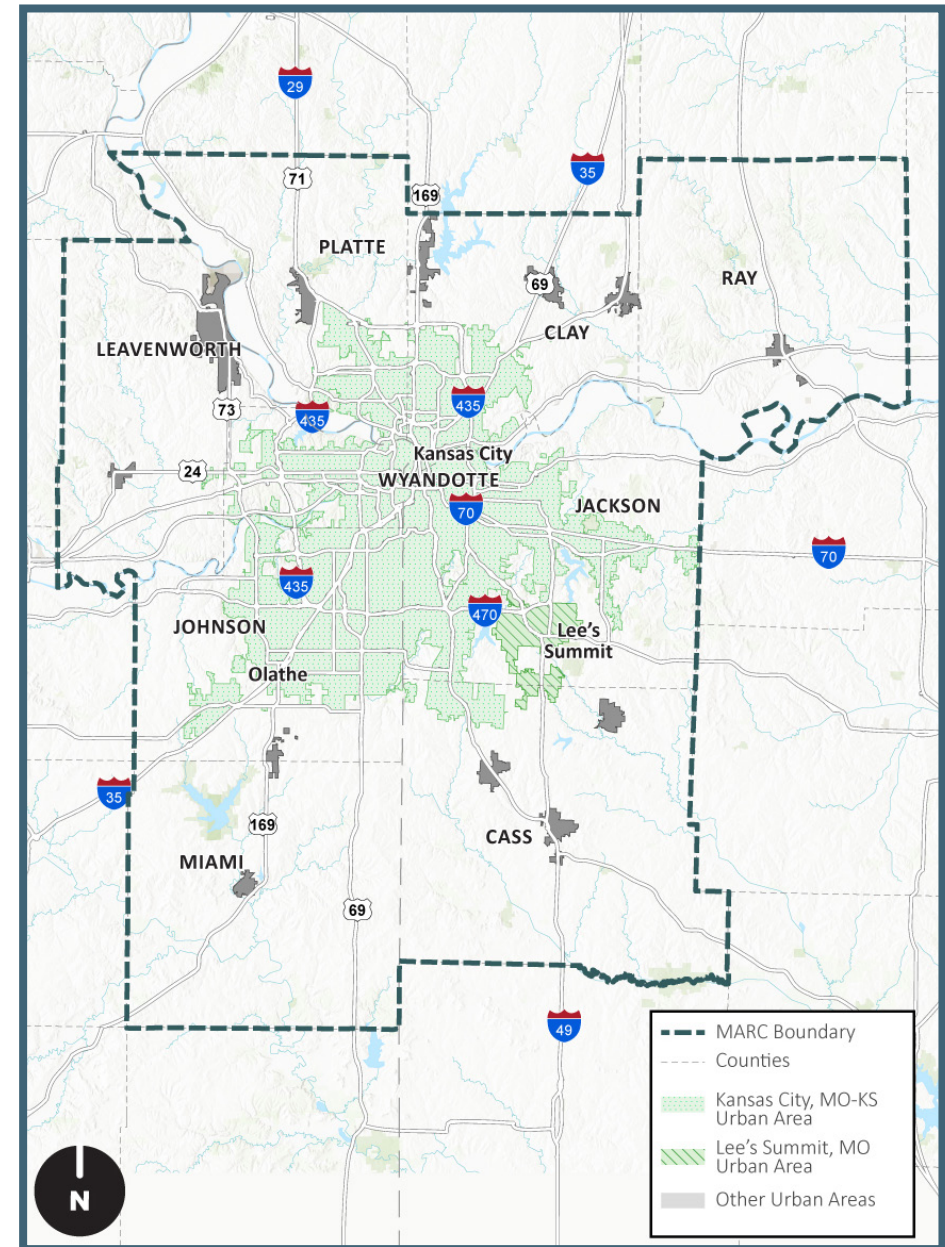 29
35
71
169
PLATTE
69
RAY
CLAY
LEAVENWORTH
73
435
435
Kansas City
24
WYANDOTTE
70
JACKSON
70
435
470
JOHNSON
Lee's
Summit
Olathe
35
169
CASS
MIAMI
69
49
MARC Boundary
Counties
Kansas City, MO-KS
Urban Area
Lee's Summit, MO
Urban Area
Other Urban Areas
N